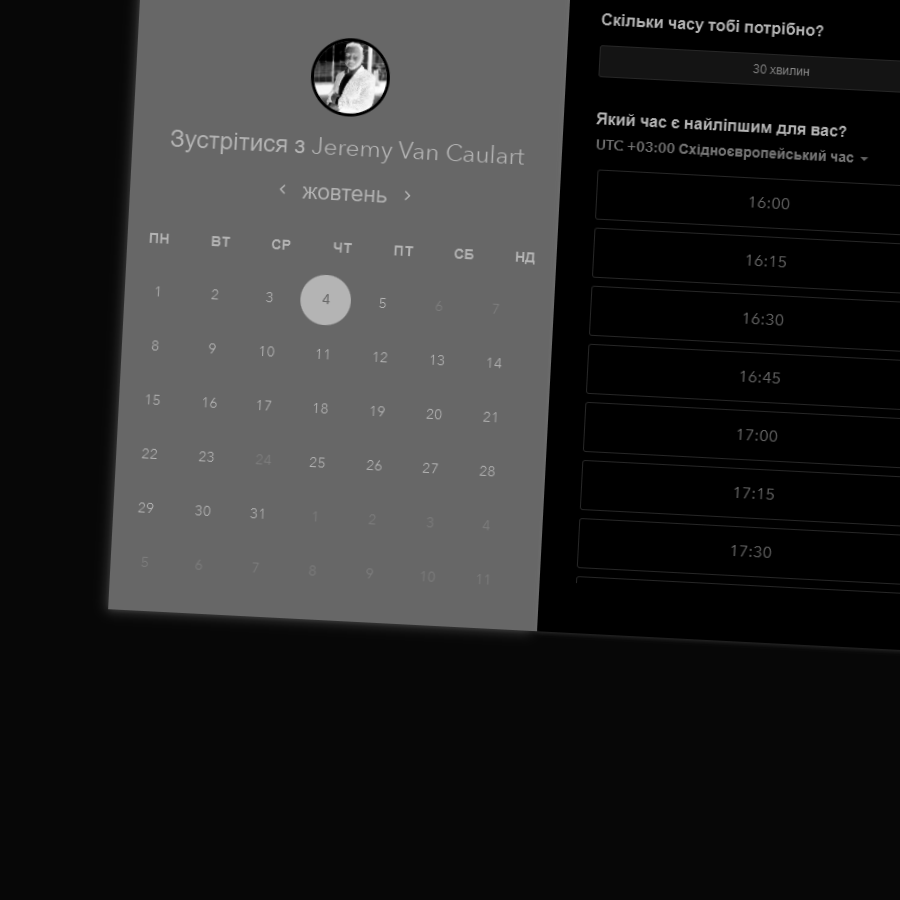 Зустрітися з Jeremy Van Caulart
‹ жовтень ›
ПН ВТ СР ЧТ ПТ СБ НД
1 2 3 4 5 6 7
8 9 10 11 12 13 14
15 16 17 18 19 20 21
22 23 24 25 26 27 28
29 30 31 1 2 3 4
5 6 7 8 9 10 11
Скільки часу тобі потрібно?
30 хвилин
Який час є найліпшим для вас?
UTC +03:00 Східноєвропейський час
16:00
16:15
16:30
16:45
17:00
17:15
17:30